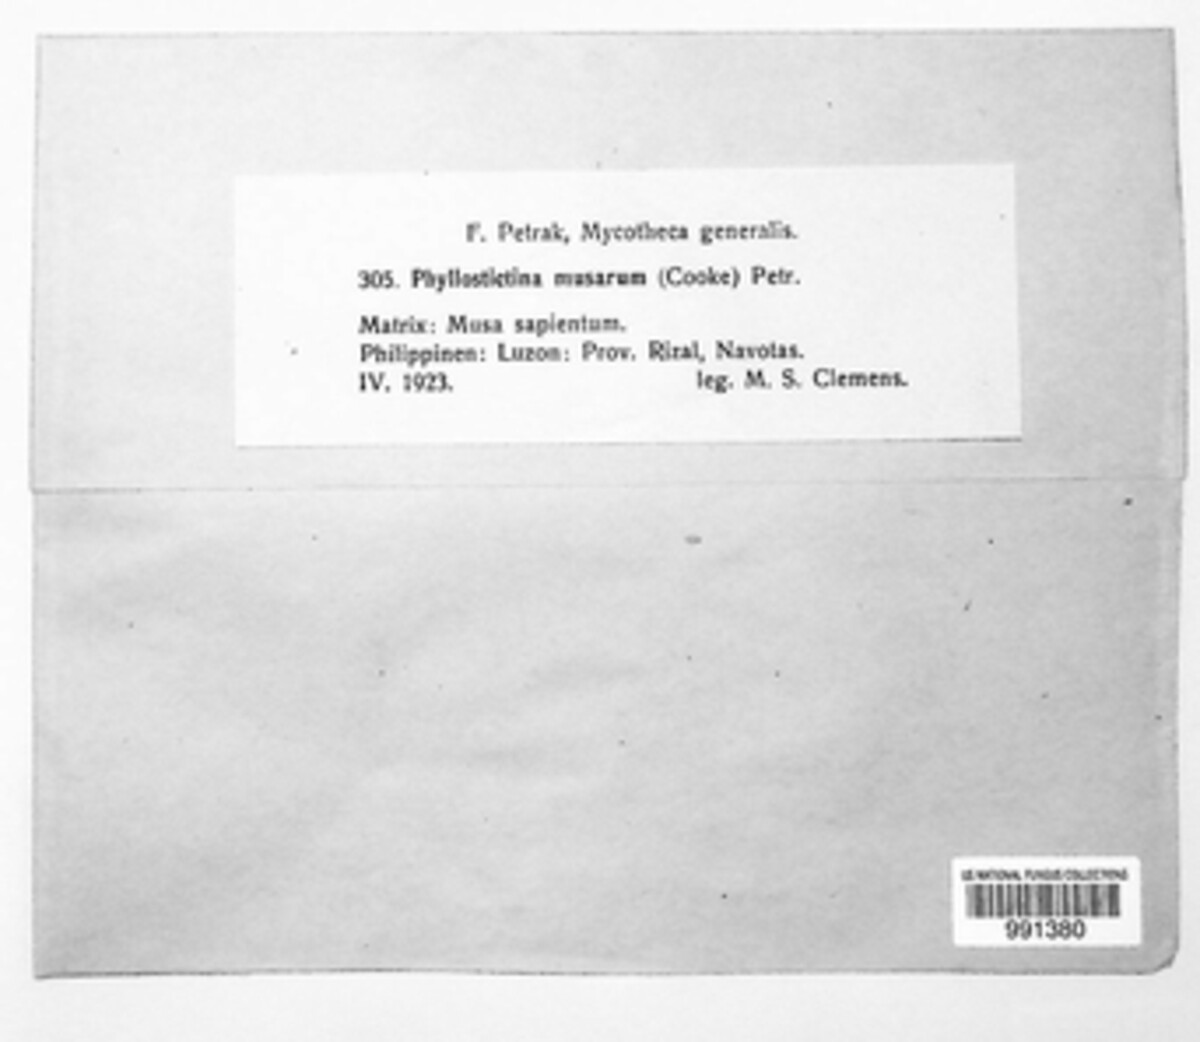 F. Petrak, Mycotheca generalis.
305. Phyllostictina musarum (Cooke) Petr.
Matrix: Musa sapientum.
Philippinen: Luzon: Prov. Rizal, Navotas.
IV. 1923. leg. M. S. Clemens.
US NATIONAL FUNGUS COLLECTIONS
991380